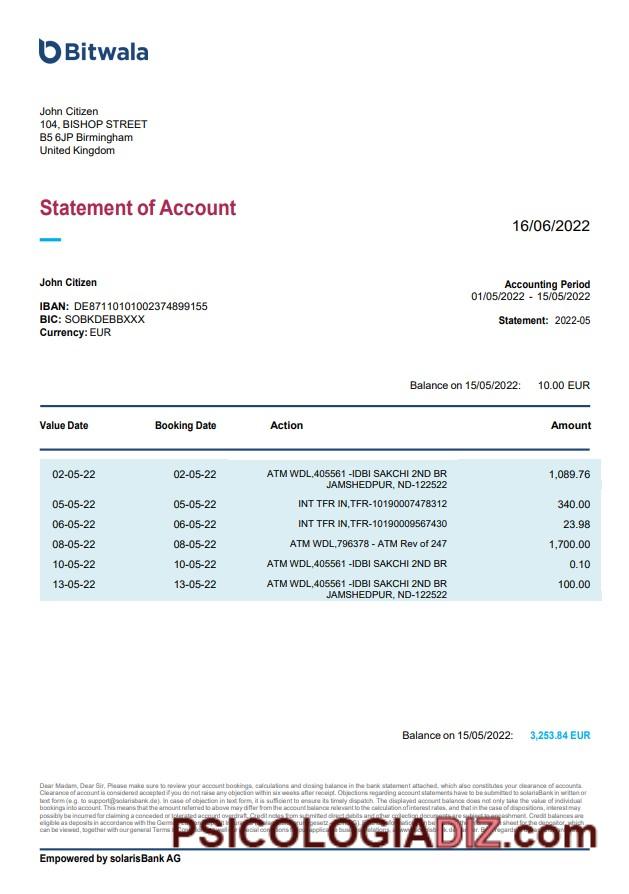 Bitwala
John Citizen
104, BISHOP STREET
B5 6JP Birmingham
United Kingdom
Statement of Account
16/06/2022
John Citizen
IBAN: DE87110101002374899155
BIC: SOBKDEBBXXX
Currency: EUR
Accounting Period
01/05/2022 - 15/05/2022
Statement: 2022-05
Balance on 15/05/2022: 10.00 EUR
Value Date Booking Date Action Amount
02-05-22 02-05-22 ATM WDL,405561 -IDBI SAKCHI 2ND BR 1,089.76
JAMSHEDPUR, ND-122522
05-05-22 05-05-22 INT TFR IN,TFR-10190007478312 340.00
06-05-22 06-05-22 INT TFR IN,TFR-10190009567430 23.98
08-05-22 08-05-22 ATM WDL,796378 - ATM Rev of 247 1,700.00
10-05-22 10-05-22 ATM WDL,405561 -IDBI SAKCHI 2ND BR 0.10
13-05-22 13-05-22 ATM WDL,405561 -IDBI SAKCHI 2ND BR 100.00
JAMSHEDPUR, ND-122522
Balance on 15/05/2022: 3,253.84 EUR
Dear Madam, Dear Sir, Please make sure to review your account bookings, calculations and closing balance in the bank statement attached, which also constitutes your clearance of accounts.
Clearance of account is considered accepted if you do not raise any objection within six weeks after receipt. Objections regarding account statements have to be submitted to solarisBank in written or
text form (e.g. to support@solarisbank.de). In case of objection in text form, it is sufficient to ensure its timely dispatch. The displayed account balance does not only take the value of individual
bookings into account. This means that the amount referred to above may differ from the account balance relevant to the calculation of interest rates, and that in the case of dispositions, interest may
possibly be incurred for claiming a conceded or tolerated account overdraft. Credit notes from submitted direct debits and other collection documents are subject to encashment. Credit balances are
eligible as deposits in accordance with the German
can be viewed, together with our general Terms
PSICOLOGIADIZ.com
Empowered by solarisBank AG